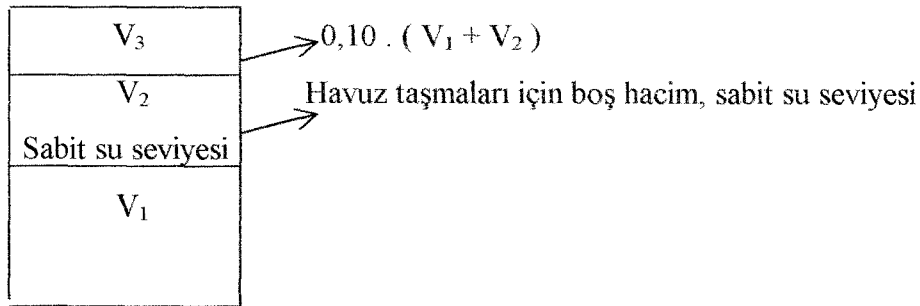 V₃ 0,10 . ( V₁ + V₂ )
V₂ Havuz taşmaları için boş hacim, sabit su seviyesi
Sabit su seviyesi
V₁